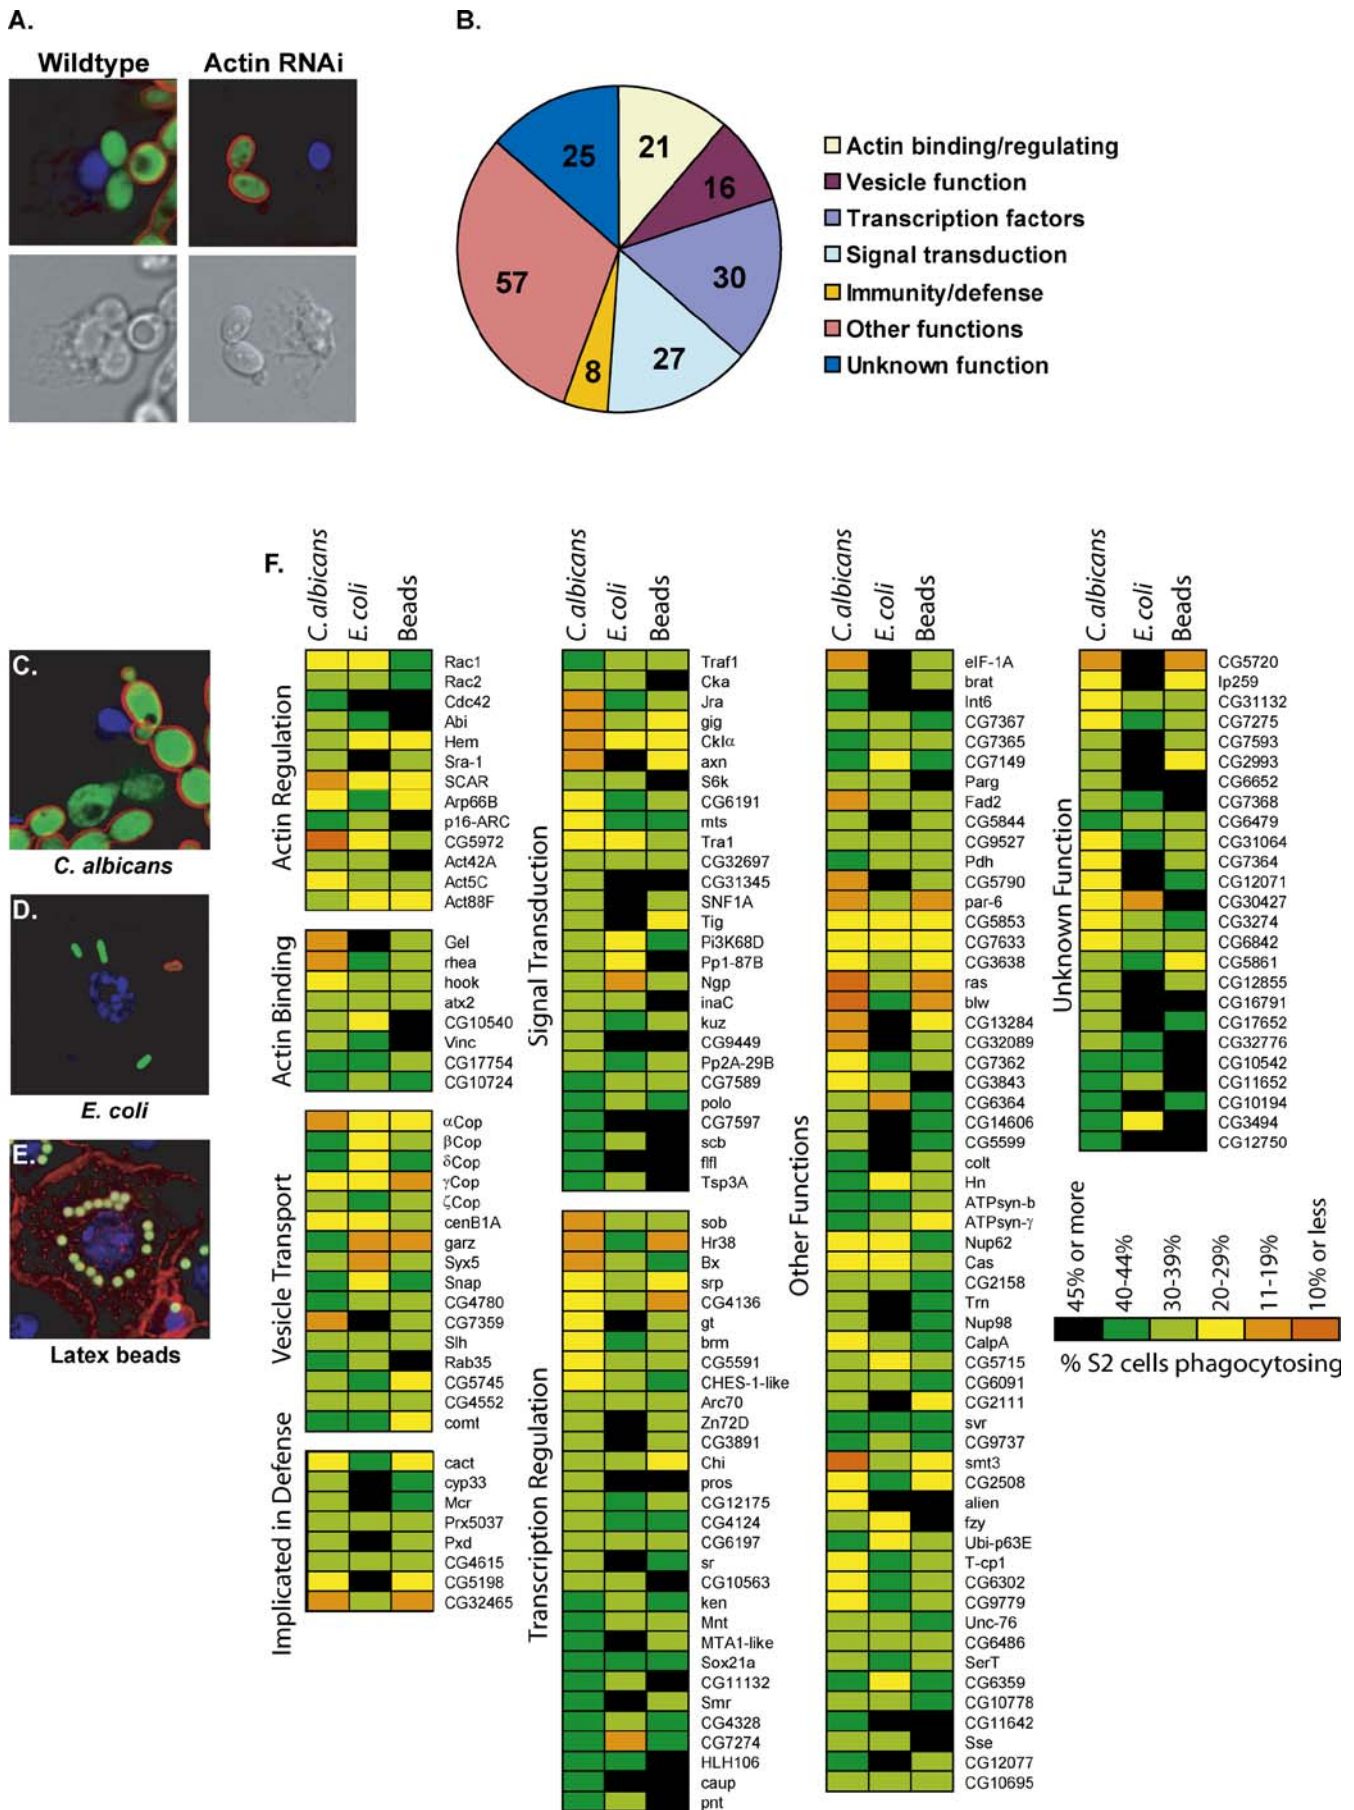 A.
Wildtype
Actin RNAi
B.
21
16
30
27
8
57
25
Actin binding/regulating
Vesicle function
Transcription factors
Signal transduction
Immunity/defense
Other functions
Unknown function
C.
C. albicans
D.
E. coli
E.
Latex beads
F.
C. albicans
E. coli
Beads
Actin Regulation
Rac1
Rac2
Cdc42
Abi
Hem
Sra-1
SCAR
Arp66B
p16-ARC
CG5972
Act42A
Act5C
Act88F
Actin Binding
Gel
rhea
hook
atx2
CG10540
Vinc
CG17754
CG10724
Vesicle Transport
αCop
βCop
δCop
γCop
ζCop
cenB1A
garz
Syx5
Snap
CG4780
CG7359
Slh
Rab35
CG5745
CG4552
comt
Implicated in Defense
cact
cyp33
Mcr
Prx5037
Pxd
CG4615
CG5198
CG32465
C. albicans
E. coli
Beads
Signal Transduction
Traf1
Cka
Jra
gig
CkIα
axn
S6k
CG6191
mts
Tra1
CG32697
CG31345
SNF1A
Tig
Pi3K68D
Pp1-87B
Ngp
inaC
kuz
CG9449
Pp2A-29B
CG7589
polo
CG7597
scb
flfl
Tsp3A
Transcription Regulation
sob
Hr38
Bx
srp
CG4136
gt
brm
CG5591
CHES-1-like
Arc70
Zn72D
CG3891
Chi
pros
CG12175
CG4124
CG6197
sr
CG10563
ken
Mnt
MTA1-like
Sox21a
CG11132
Smr
CG4328
CG7274
HLH106
caup
pnt
C. albicans
E. coli
Beads
Other Functions
eIF-1A
brat
Int6
CG7367
CG7365
CG7149
Parg
Fad2
CG5844
CG9527
Pdh
CG5790
par-6
CG5853
CG7633
CG3638
ras
blw
CG13284
CG32089
CG7362
CG3843
CG6364
CG14606
CG5599
colt
Hn
ATPsyn-b
ATPsyn-γ
Nup62
Cas
CG2158
Trn
Nup98
CalpA
CG5715
CG6091
CG2111
svr
CG9737
smt3
CG2508
alien
fzy
Ubi-p63E
T-cp1
CG6302
CG9779
Unc-76
CG6486
SerT
CG6359
CG10778
CG11642
Sse
CG12077
CG10695
C. albicans
E. coli
Beads
Unknown Function
CG5720
Ip259
CG31132
CG7275
CG7593
CG2993
CG6652
CG7368
CG6479
CG31064
CG7364
CG12071
CG30427
CG3274
CG6842
CG5861
CG12855
CG16791
CG17652
CG32776
CG10542
CG11652
CG10194
CG3494
CG12750
45% or more
40-44%
30-39%
20-29%
11-19%
10% or less
% S2 cells phagocytosing